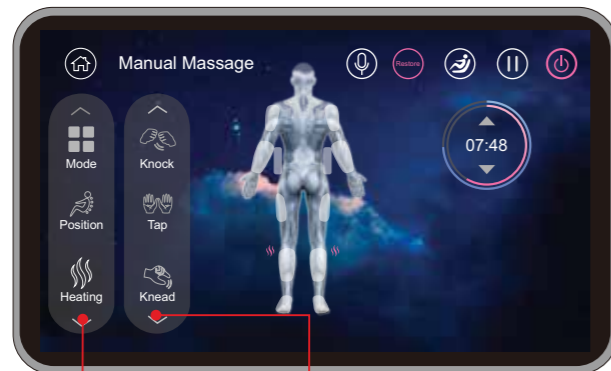 Manual Massage
Restore
07:48
Mode
Knock
Position
Tap
Heating
Knead